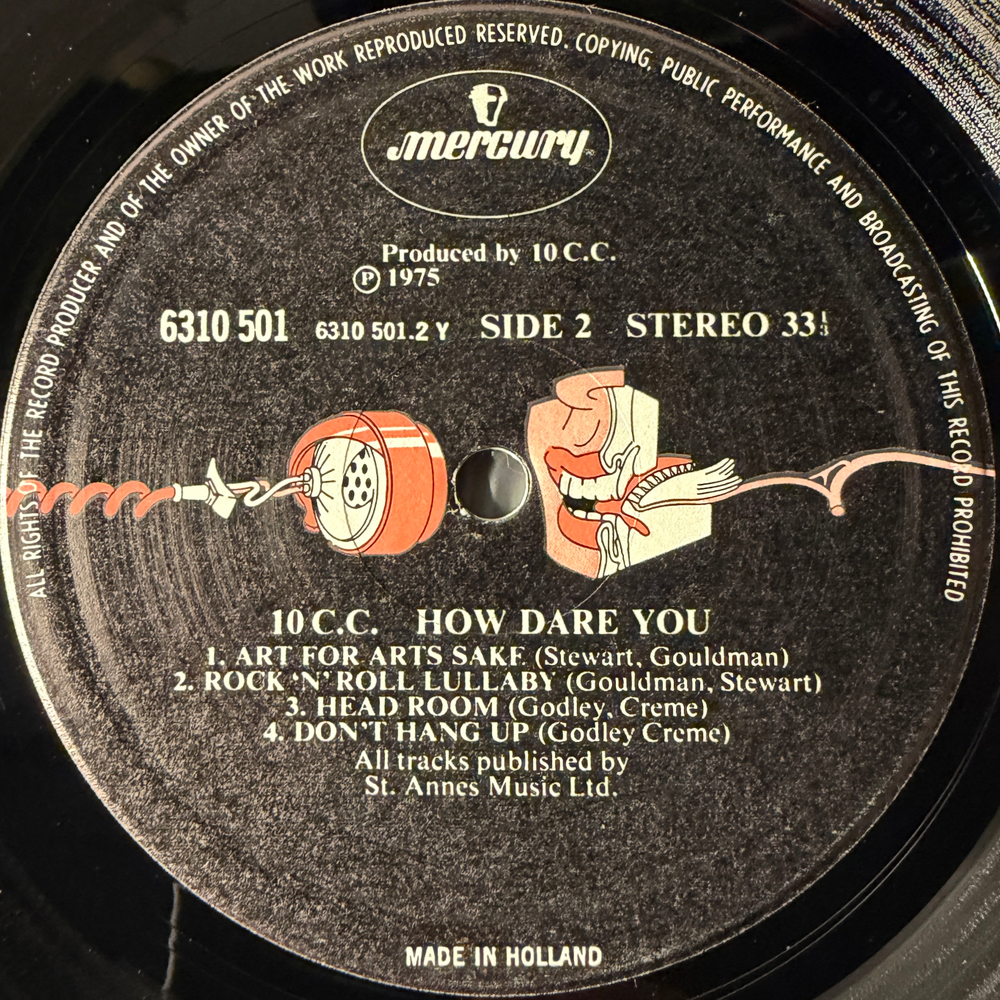 ALL RIGHTS OF THE RECORD PRODUCER AND OF THE OWNER OF THE WORK REPRODUCED RESERVED. COPYING, PUBLIC PERFORMANCE AND BROADCASTING OF THIS RECORD PROHIBITED
mercury
Produced by 10 C.C.
Ⓟ 1975
6310 501 6310 501.2 Y SIDE 2 STEREO 33⅓
10 C.C. HOW DARE YOU
1. ART FOR ARTS SAKE (Stewart, Gouldman)
2. ROCK 'N' ROLL LULLABY (Gouldman, Stewart)
3. HEAD ROOM (Godley, Creme)
4. DON'T HANG UP (Godley Creme)
All tracks published by
St. Annes Music Ltd.
MADE IN HOLLAND